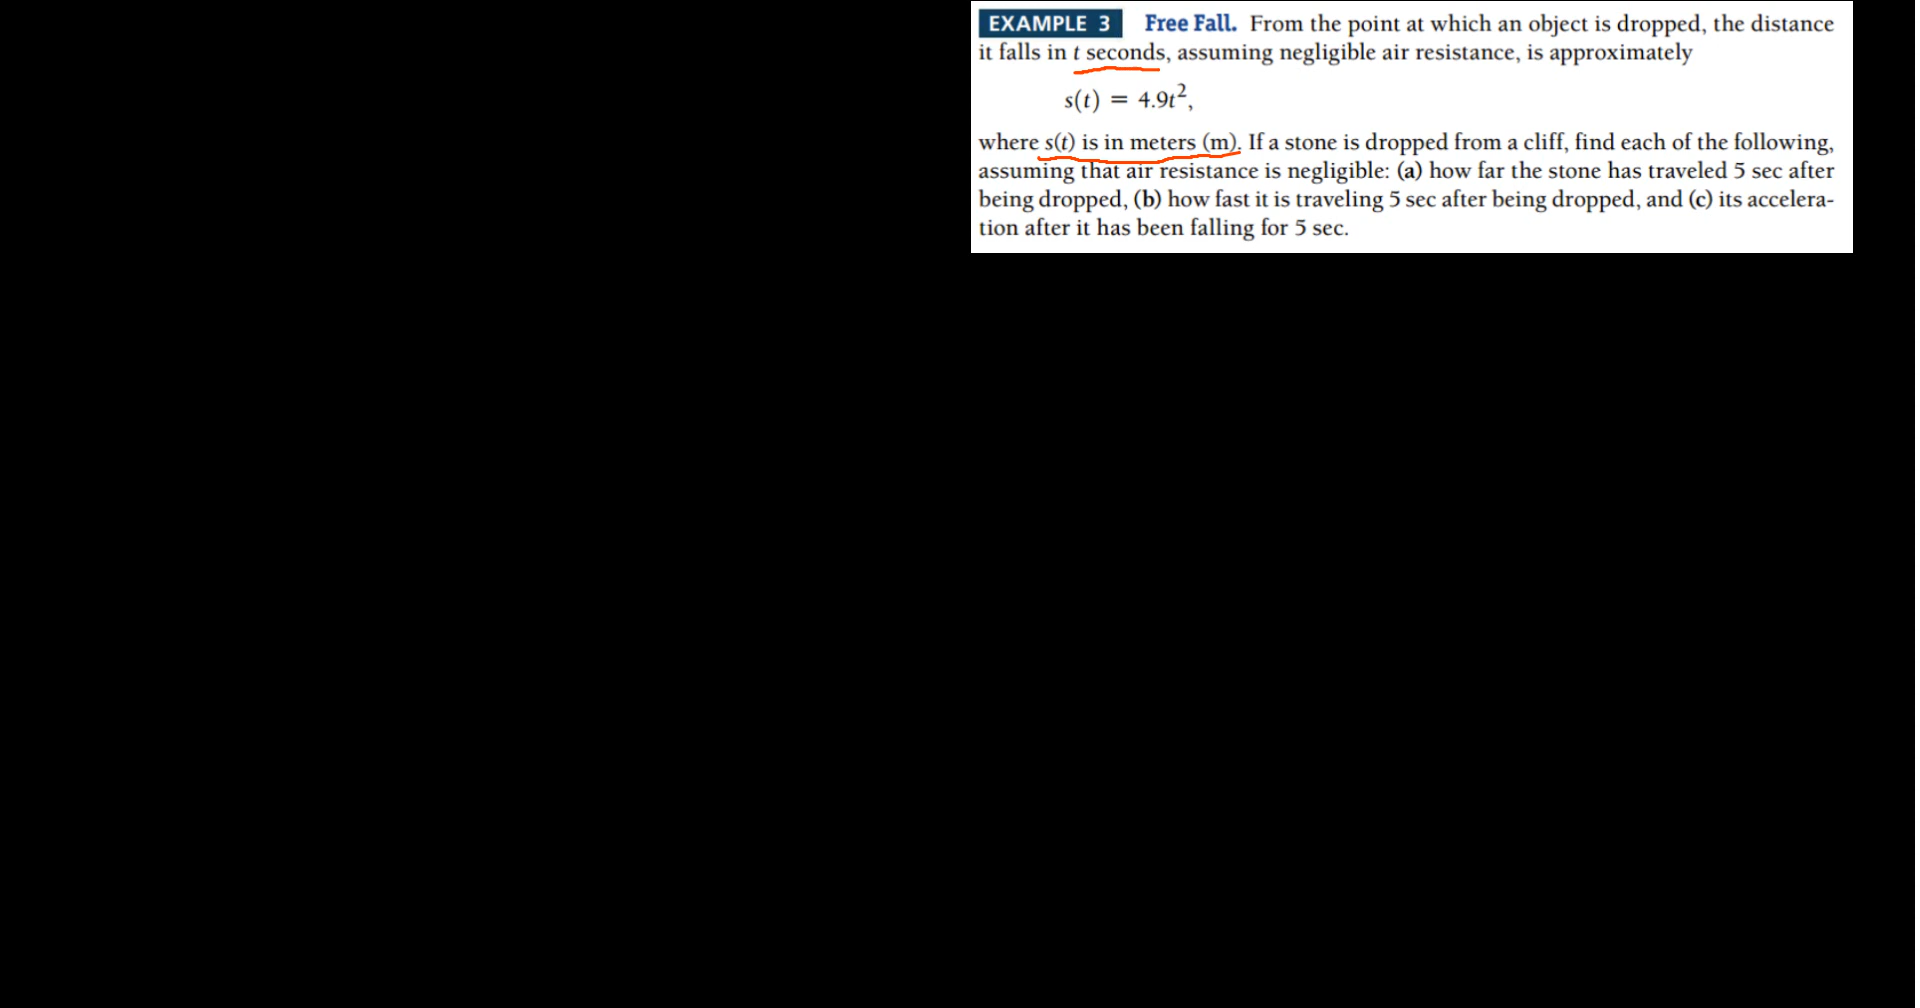 EXAMPLE 3 Free Fall. From the point at which an object is dropped, the distance
it falls in t seconds, assuming negligible air resistance, is approximately
s(t) = 4.9t²,
where s(t) is in meters (m). If a stone is dropped from a cliff, find each of the following,
assuming that air resistance is negligible: (a) how far the stone has traveled 5 sec after
being dropped, (b) how fast it is traveling 5 sec after being dropped, and (c) its accelera-
tion after it has been falling for 5 sec.